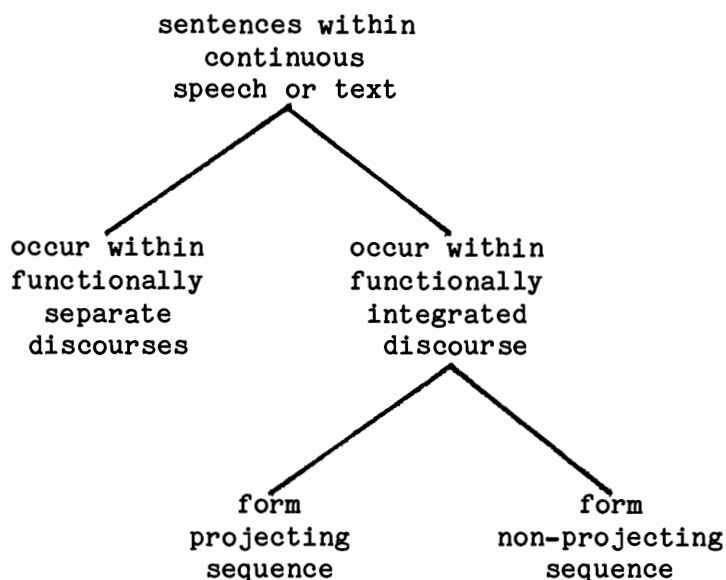 sentences within
continuous
speech or text
occur within
functionally
separate
discourses
occur within
functionally
integrated
discourse
form
projecting
sequence
form
non-projecting
sequence